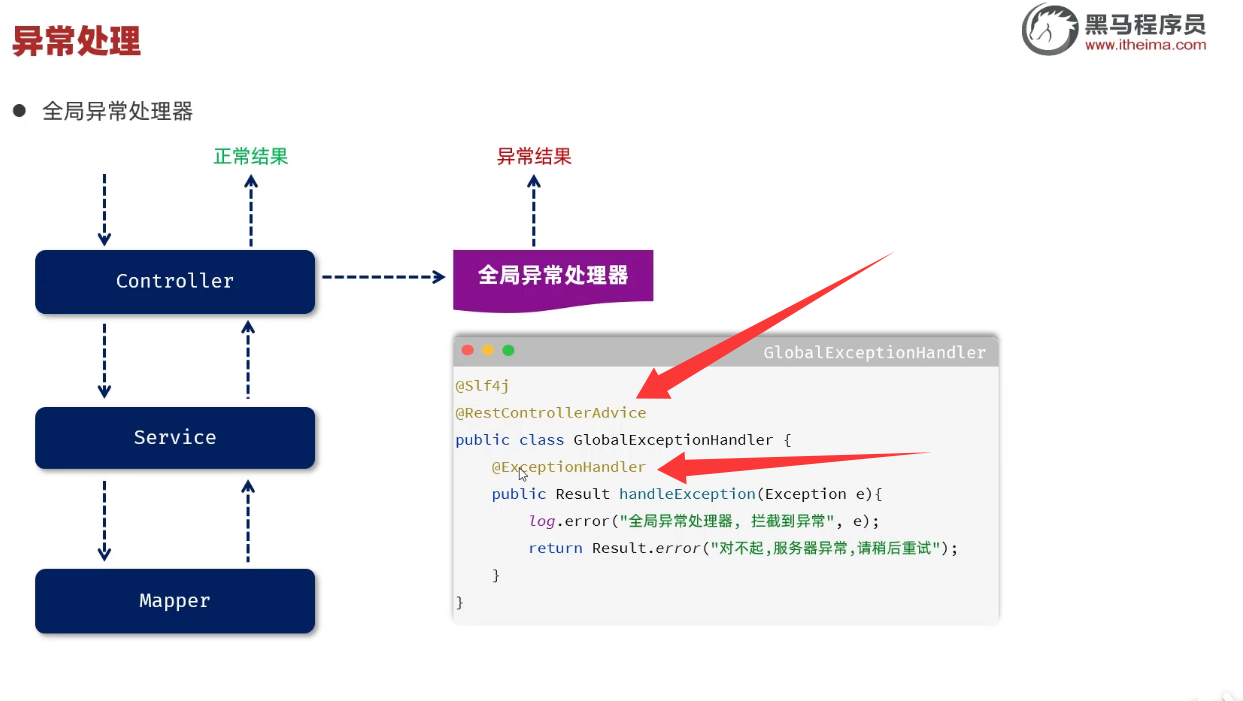 异常处理
黑马程序员
www.itheima.com
全局异常处理器
正常结果
异常结果
Controller
全局异常处理器
Service
Mapper
GlobalExceptionHandler
@Slf4j
@RestControllerAdvice
public class GlobalExceptionHandler {
@ExceptionHandler
public Result handleException(Exception e){
log.error("全局异常处理器, 拦截到异常", e);
return Result.error("对不起,服务器异常,请稍后重试");
}
}